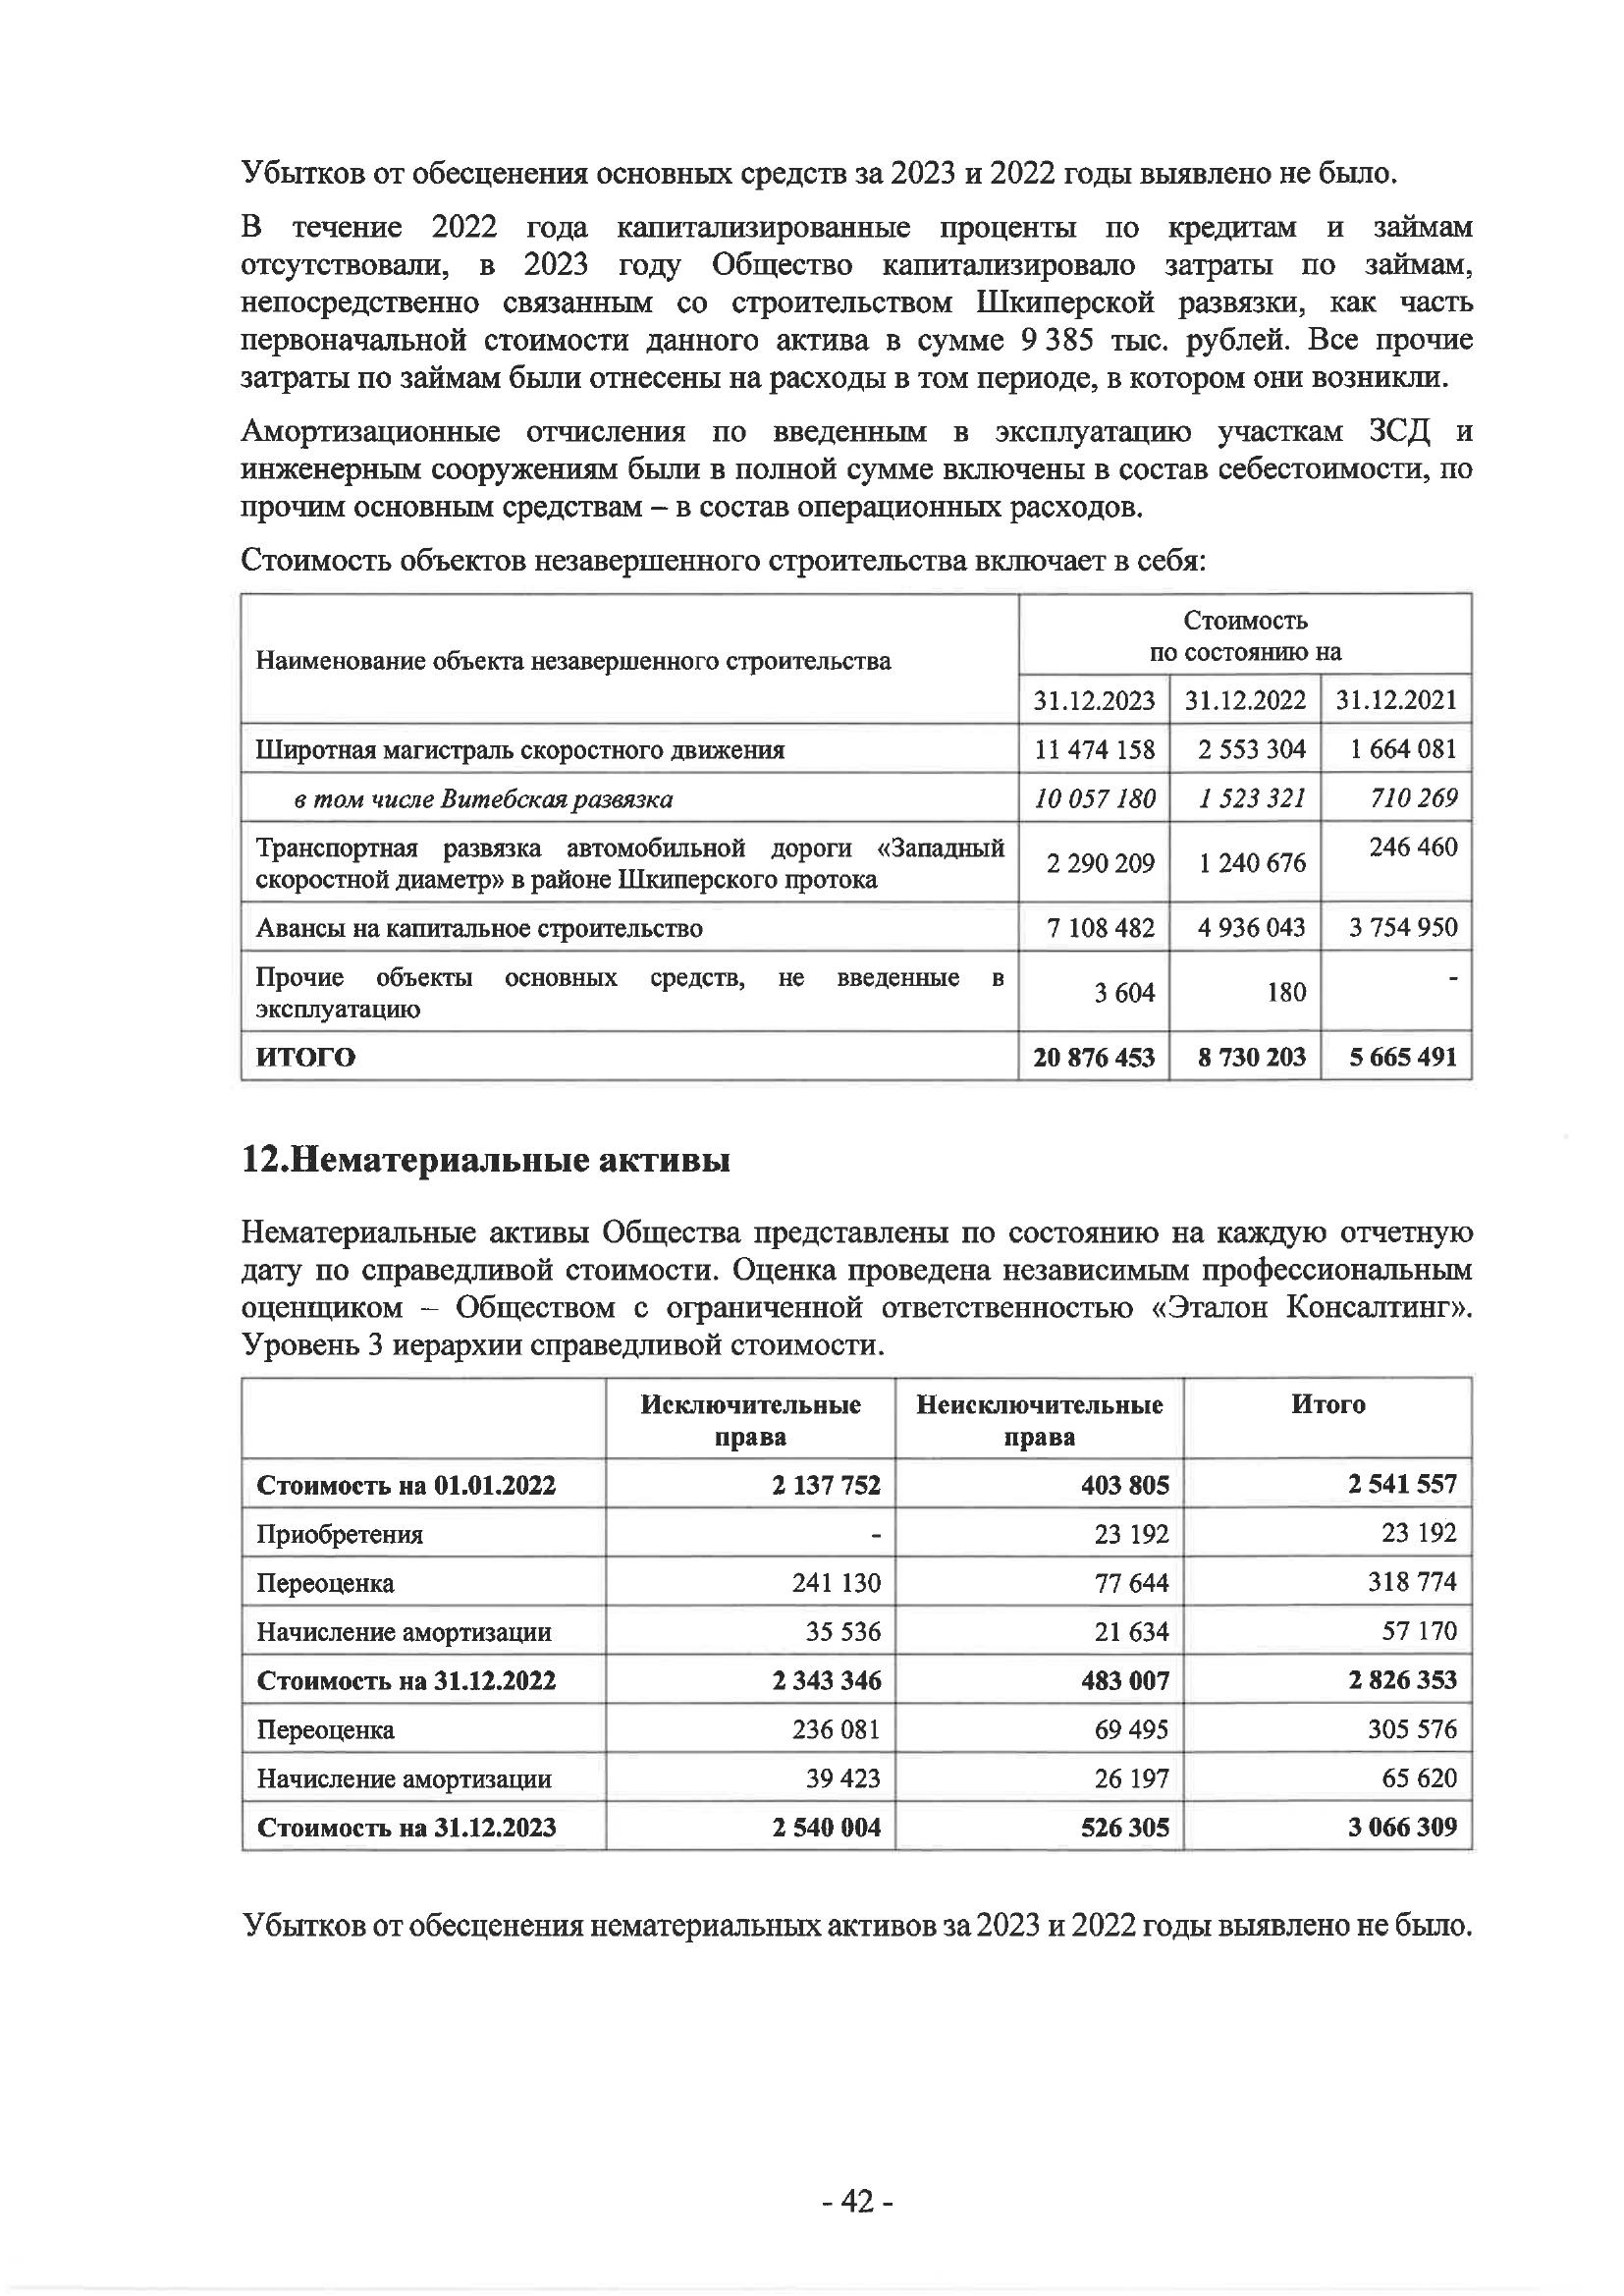 Убытков от обесценения основных средств за 2023 и 2022 годы выявлено не было.
В течение 2022 года капитализированные проценты по кредитам и займам
отсутствовали, в 2023 году Общество капитализировало затраты по займам,
непосредственно связанным со строительством Шкиперской развязки, как часть
первоначальной стоимости данного актива в сумме 9 385 тыс. рублей. Все прочие
затраты по займам были отнесены на расходы в том периоде, в котором они возникли.
Амортизационные отчисления по введенным в эксплуатацию участкам ЗСД и
инженерным сооружениям были в полной сумме включены в состав себестоимости, по
прочим основным средствам – в состав операционных расходов.
Стоимость объектов незавершенного строительства включает в себя:
Наименование объекта незавершенного строительства
Стоимость
по состоянию на
31.12.2023 31.12.2022 31.12.2021
Широтная магистраль скоростного движения 11 474 158 2 553 304 1 664 081
в том числе Витебская развязка 10 057 180 1 523 321 710 269
Транспортная развязка автомобильной дороги «Западный
скоростной диаметр» в районе Шкиперского протока 2 290 209 1 240 676 246 460
Авансы на капитальное строительство 7 108 482 4 936 043 3 754 950
Прочие объекты основных средств, не введенные в
эксплуатацию 3 604 180 -
ИТОГО 20 876 453 8 730 203 5 665 491
12.Нематериальные активы
Нематериальные активы Общества представлены по состоянию на каждую отчетную
дату по справедливой стоимости. Оценка проведена независимым профессиональным
оценщиком – Обществом с ограниченной ответственностью «Эталон Консалтинг».
Уровень 3 иерархии справедливой стоимости.
Исключительные Неисключительные Итого
права права
Стоимость на 01.01.2022 2 137 752 403 805 2 541 557
Приобретения - 23 192 23 192
Переоценка 241 130 77 644 318 774
Начисление амортизации 35 536 21 634 57 170
Стоимость на 31.12.2022 2 343 346 483 007 2 826 353
Переоценка 236 081 69 495 305 576
Начисление амортизации 39 423 26 197 65 620
Стоимость на 31.12.2023 2 540 004 526 305 3 066 309
Убытков от обесценения нематериальных активов за 2023 и 2022 годы выявлено не было.
- 42 -